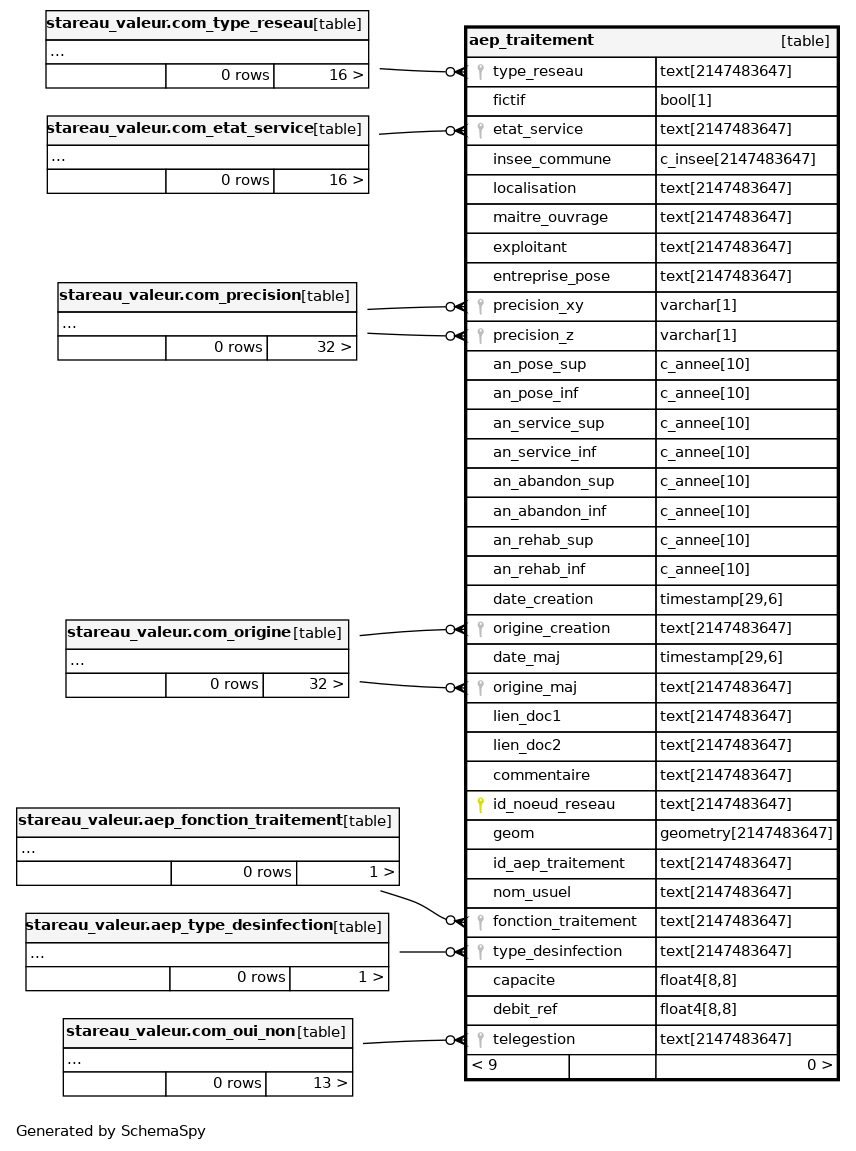 stareau_valeur.com_type_reseau [table]
...
0 rows 16 >
stareau_valeur.com_etat_service [table]
...
0 rows 16 >
stareau_valeur.com_precision [table]
...
0 rows 32 >
stareau_valeur.com_origine [table]
...
0 rows 32 >
stareau_valeur.aep_fonction_traitement [table]
...
0 rows 1 >
stareau_valeur.aep_type_desinfection [table]
...
0 rows 1 >
stareau_valeur.com_oui_non [table]
...
0 rows 13 >
aep_traitement [table]
type_reseau text[2147483647]
fictif bool[1]
etat_service text[2147483647]
insee_commune c_insee[2147483647]
localisation text[2147483647]
maitre_ouvrage text[2147483647]
exploitant text[2147483647]
entreprise_pose text[2147483647]
precision_xy varchar[1]
precision_z varchar[1]
an_pose_sup c_annee[10]
an_pose_inf c_annee[10]
an_service_sup c_annee[10]
an_service_inf c_annee[10]
an_abandon_sup c_annee[10]
an_abandon_inf c_annee[10]
an_rehab_sup c_annee[10]
an_rehab_inf c_annee[10]
date_creation timestamp[29,6]
origine_creation text[2147483647]
date_maj timestamp[29,6]
origine_maj text[2147483647]
lien_doc1 text[2147483647]
lien_doc2 text[2147483647]
commentaire text[2147483647]
id_noeud_reseau text[2147483647]
geom geometry[2147483647]
id_aep_traitement text[2147483647]
nom_usuel text[2147483647]
fonction_traitement text[2147483647]
type_desinfection text[2147483647]
capacite float4[8,8]
debit_ref float4[8,8]
telegestion text[2147483647]
< 9 0 >
Generated by SchemaSpy